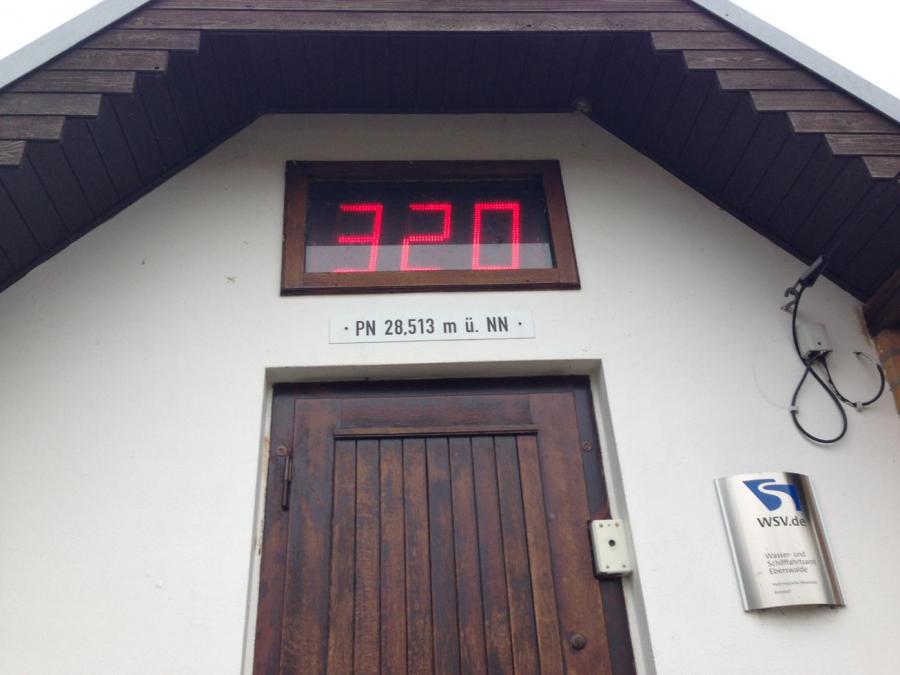 320
· PN 28,513 m ü. NN ·
WSV.de
Wasser- und
Schifffahrtsamt
Eberswalde